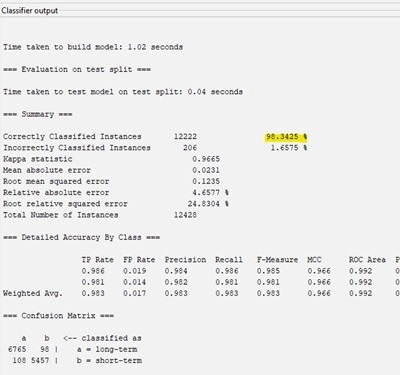 Classifier output
Time taken to build model: 1.02 seconds
=== Evaluation on test split ===
Time taken to test model on test split: 0.04 seconds
=== Summary ===
Correctly Classified Instances 12222 98.3425 %
Incorrectly Classified Instances 206 1.6575 %
Kappa statistic 0.9665
Mean absolute error 0.0231
Root mean squared error 0.1235
Relative absolute error 4.6577 %
Root relative squared error 24.8304 %
Total Number of Instances 12428
=== Detailed Accuracy By Class ===
TP Rate FP Rate Precision Recall F-Measure MCC ROC Area P
0.986 0.019 0.984 0.986 0.985 0.966 0.992 0
0.981 0.014 0.982 0.981 0.981 0.966 0.992 0
Weighted Avg. 0.983 0.017 0.983 0.983 0.983 0.966 0.992 0
=== Confusion Matrix ===
a b <-- classified as
6765 98 | a = long-term
108 5457 | b = short-term